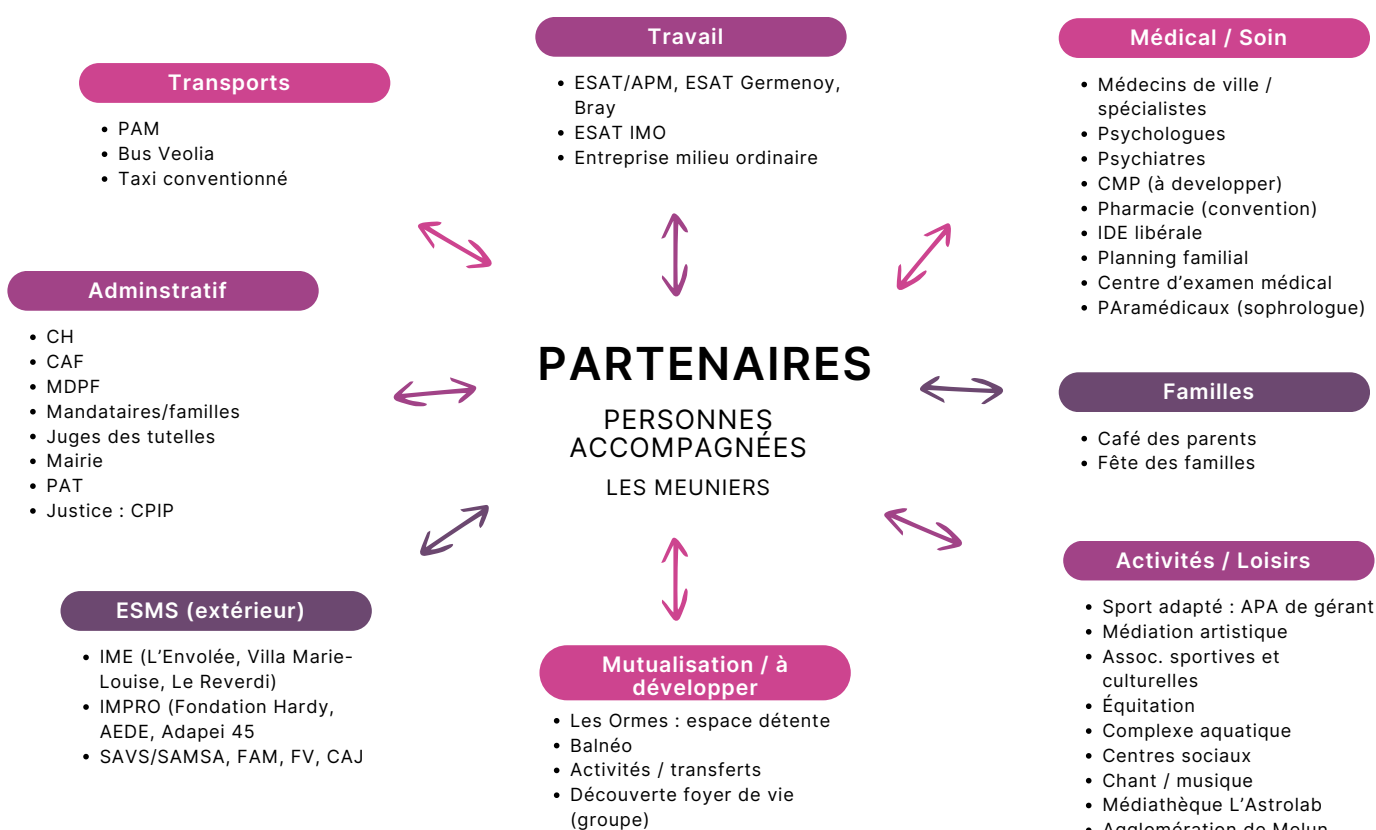 Travail
• ESAT/APM, ESAT Germenoy,
Bray
• ESAT IMO
• Entreprise milieu ordinaire
Médical / Soin
• Médecins de ville /
spécialistes
• Psychologues
• Psychiatres
• CMP (à developper)
• Pharmacie (convention)
• IDE libérale
• Planning familial
• Centre d'examen médical
• PAramédicaux (sophrologue)
Transports
• PAM
• Bus Veolia
• Taxi conventionné
Adminstratif
• CH
• CAF
• MDPF
• Mandataires/familles
• Juges des tutelles
• Mairie
• PAT
• Justice : CPIP
PARTENAIRES
PERSONNES
ACCOMPAGNÉES
LES MEUNIERS
Familles
• Café des parents
• Fête des familles
ESMS (extérieur)
• IME (L'Envolée, Villa Marie-
Louise, Le Reverdi)
• IMPRO (Fondation Hardy,
AEDE, Adapei 45
• SAVS/SAMSA, FAM, FV, CAJ
Mutualisation / à
développer
• Les Ormes : espace détente
• Balnéo
• Activités / transferts
• Découverte foyer de vie
(groupe)
Activités / Loisirs
• Sport adapté : APA de gérant
• Médiation artistique
• Assoc. sportives et
culturelles
• Équitation
• Complexe aquatique
• Centres sociaux
• Chant / musique
• Médiathèque L'Astrolab
• Agglomération de Melun